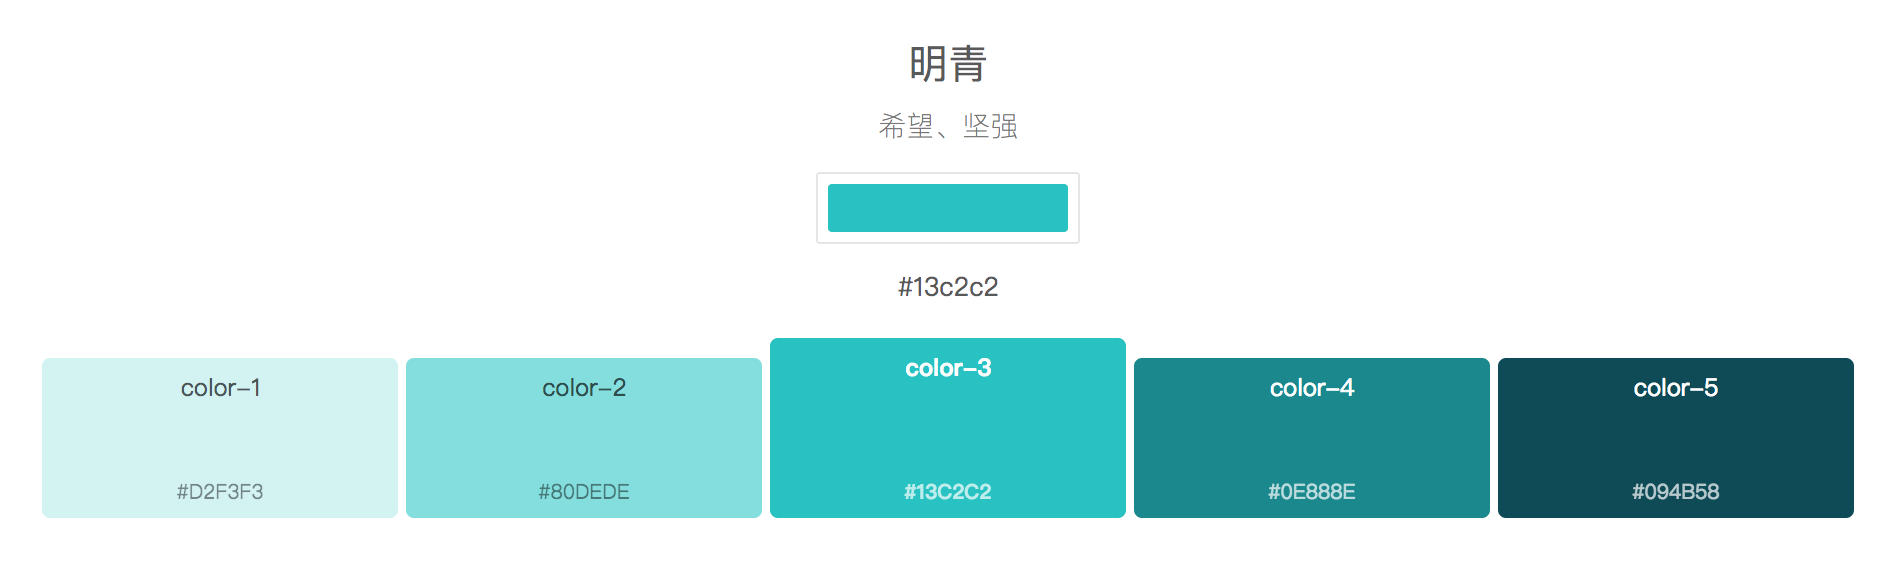 明青
希望、坚强
#13c2c2
color-1
color-2
color-3
color-4
color-5
#D2F3F3
#80DEDE
#13C2C2
#0E888E
#094B58